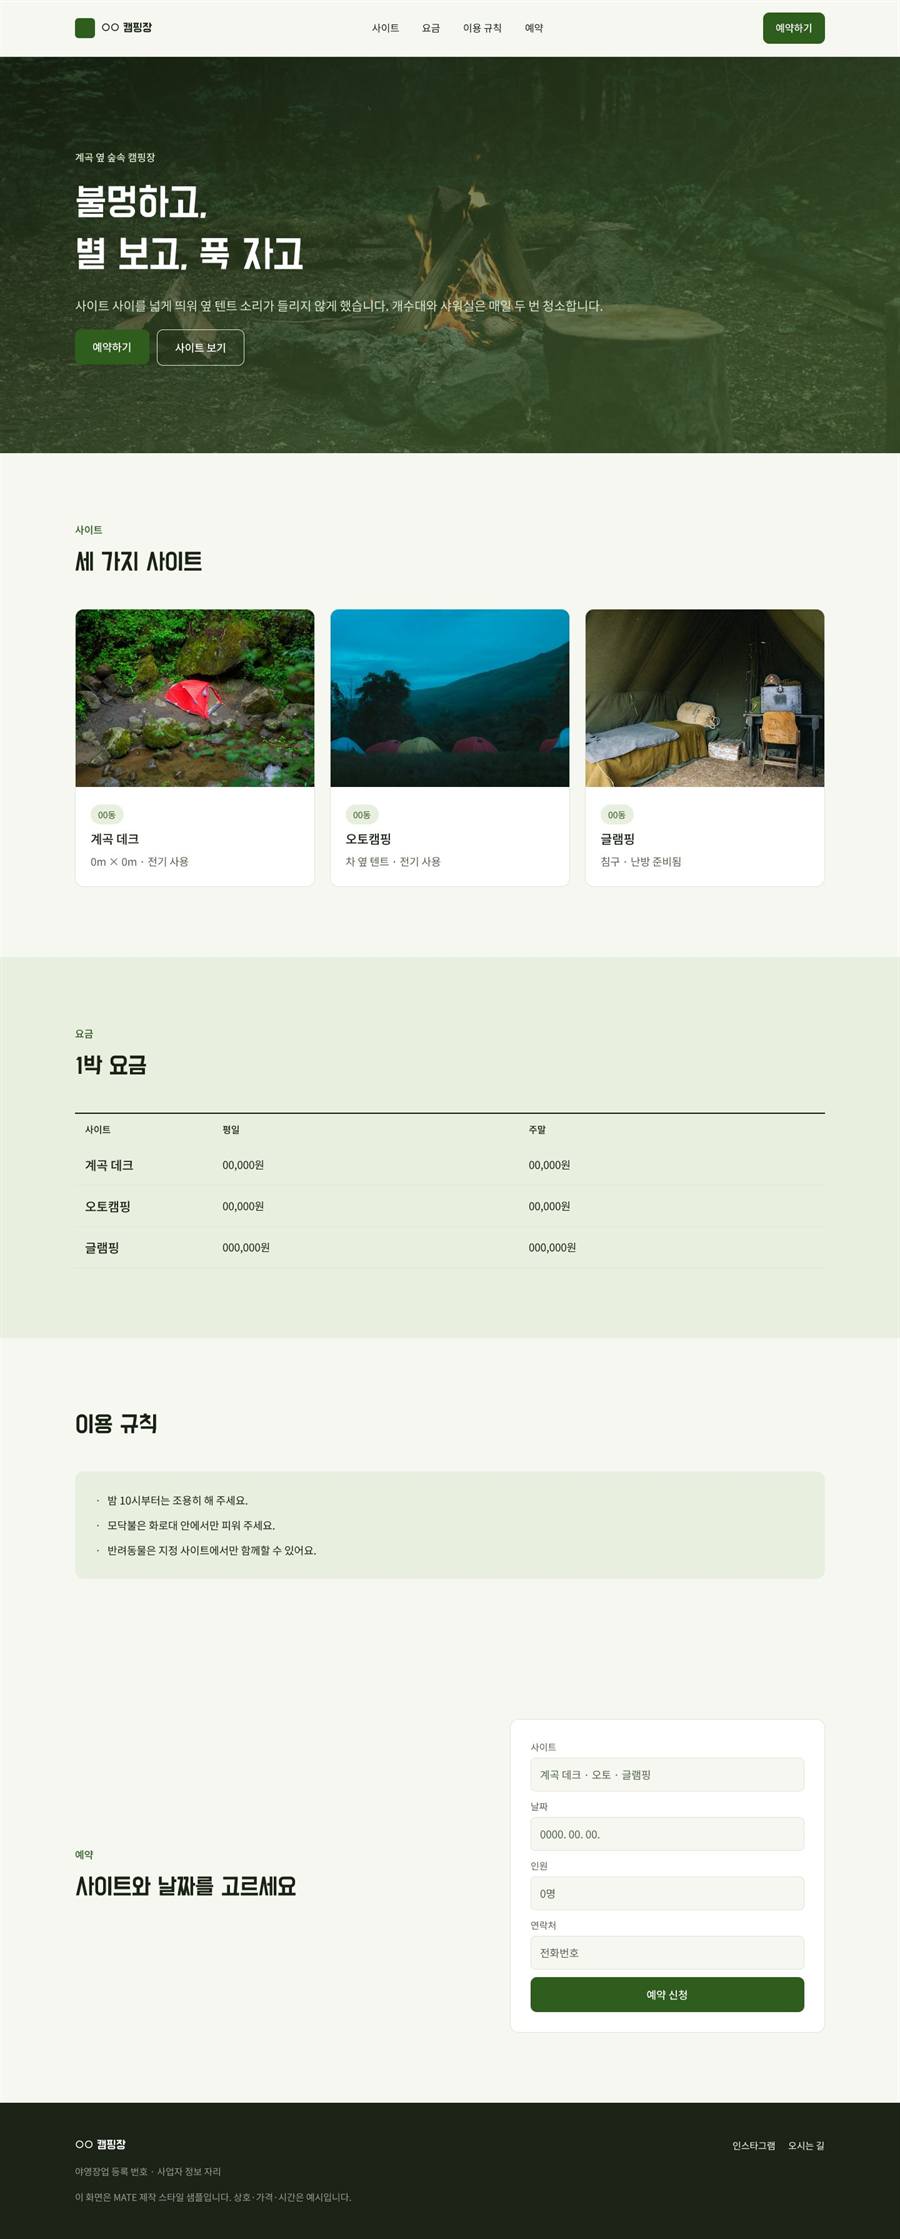 ○○ 캠핑장
사이트 요금 이용 규칙 예약
예약하기
계곡 옆 숲속 캠핑장
불멍하고,
별 보고, 푹 자고
사이트 사이를 넓게 띄워 옆 텐트 소리가 들리지 않게 했습니다. 개수대와 샤워실은 매일 두 번 청소합니다.
예약하기 사이트 보기
사이트
세 가지 사이트
00동
계곡 데크
0m × 0m · 전기 사용
00동
오토캠핑
차 옆 텐트 · 전기 사용
00동
글램핑
침구 · 난방 준비됨
요금
1박 요금
사이트 평일 주말
계곡 데크 00,000원 00,000원
오토캠핑 00,000원 00,000원
글램핑 000,000원 000,000원
이용 규칙
· 밤 10시부터는 조용히 해 주세요.
· 모닥불은 화로대 안에서만 피워 주세요.
· 반려동물은 지정 사이트에서만 함께할 수 있어요.
예약
사이트와 날짜를 고르세요
사이트
계곡 데크 · 오토 · 글램핑
날짜
0000. 00. 00.
인원
0명
연락처
전화번호
예약 신청
○○ 캠핑장
인스타그램 오시는 길
야영장업 등록 번호 · 사업자 정보 자리
이 화면은 MATE 제작 스타일 샘플입니다. 상호·가격·시간은 예시입니다.